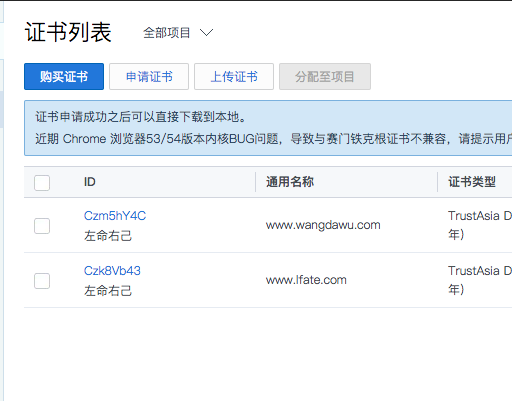 证书列表 全部项目
购买证书 申请证书 上传证书 分配至项目
证书申请成功之后可以直接下载到本地。
近期 Chrome 浏览器53/54版本内核BUG问题，导致与赛门铁克根证书不兼容，请提示用户
ID 通用名称 证书类型
Czm5hY4C www.wangdawu.com TrustAsia D
左命右己 年）
Czk8Vb43 www.lfate.com TrustAsia D
左命右己 年）